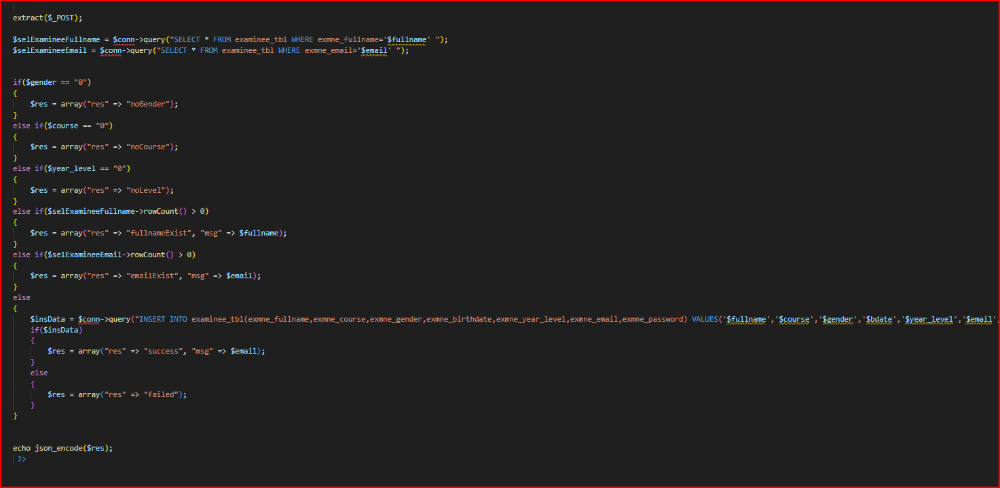 extract($_POST);
$selExamineeFullname = $conn->query("SELECT * FROM examinee_tbl WHERE exmne_fullname='$fullname' ");
$selExamineeEmail = $conn->query("SELECT * FROM examinee_tbl WHERE exmne_email='$email' ");
if($gender == "0")
{
$res = array("res" => "noGender");
}
else if($course == "0")
{
$res = array("res" => "noCourse");
}
else if($year_level == "0")
{
$res = array("res" => "noLevel");
}
else if($selExamineeFullname->rowCount() > 0)
{
$res = array("res" => "fullnameExist", "msg" => $fullname);
}
else if($selExamineeEmail->rowCount() > 0)
{
$res = array("res" => "emailExist", "msg" => $email);
}
else
{
$insData = $conn->query("INSERT INTO examinee_tbl(exmne_fullname,exmne_course,exmne_gender,exmne_birthdate,exmne_year_level,exmne_email,exmne_password) VALUES('$fullname','$course','$gender','$bdate','$year_level','$email',
if($insData)
{
$res = array("res" => "success", "msg" => $email);
}
else
{
$res = array("res" => "failed");
}
}
echo json_encode($res);
?>